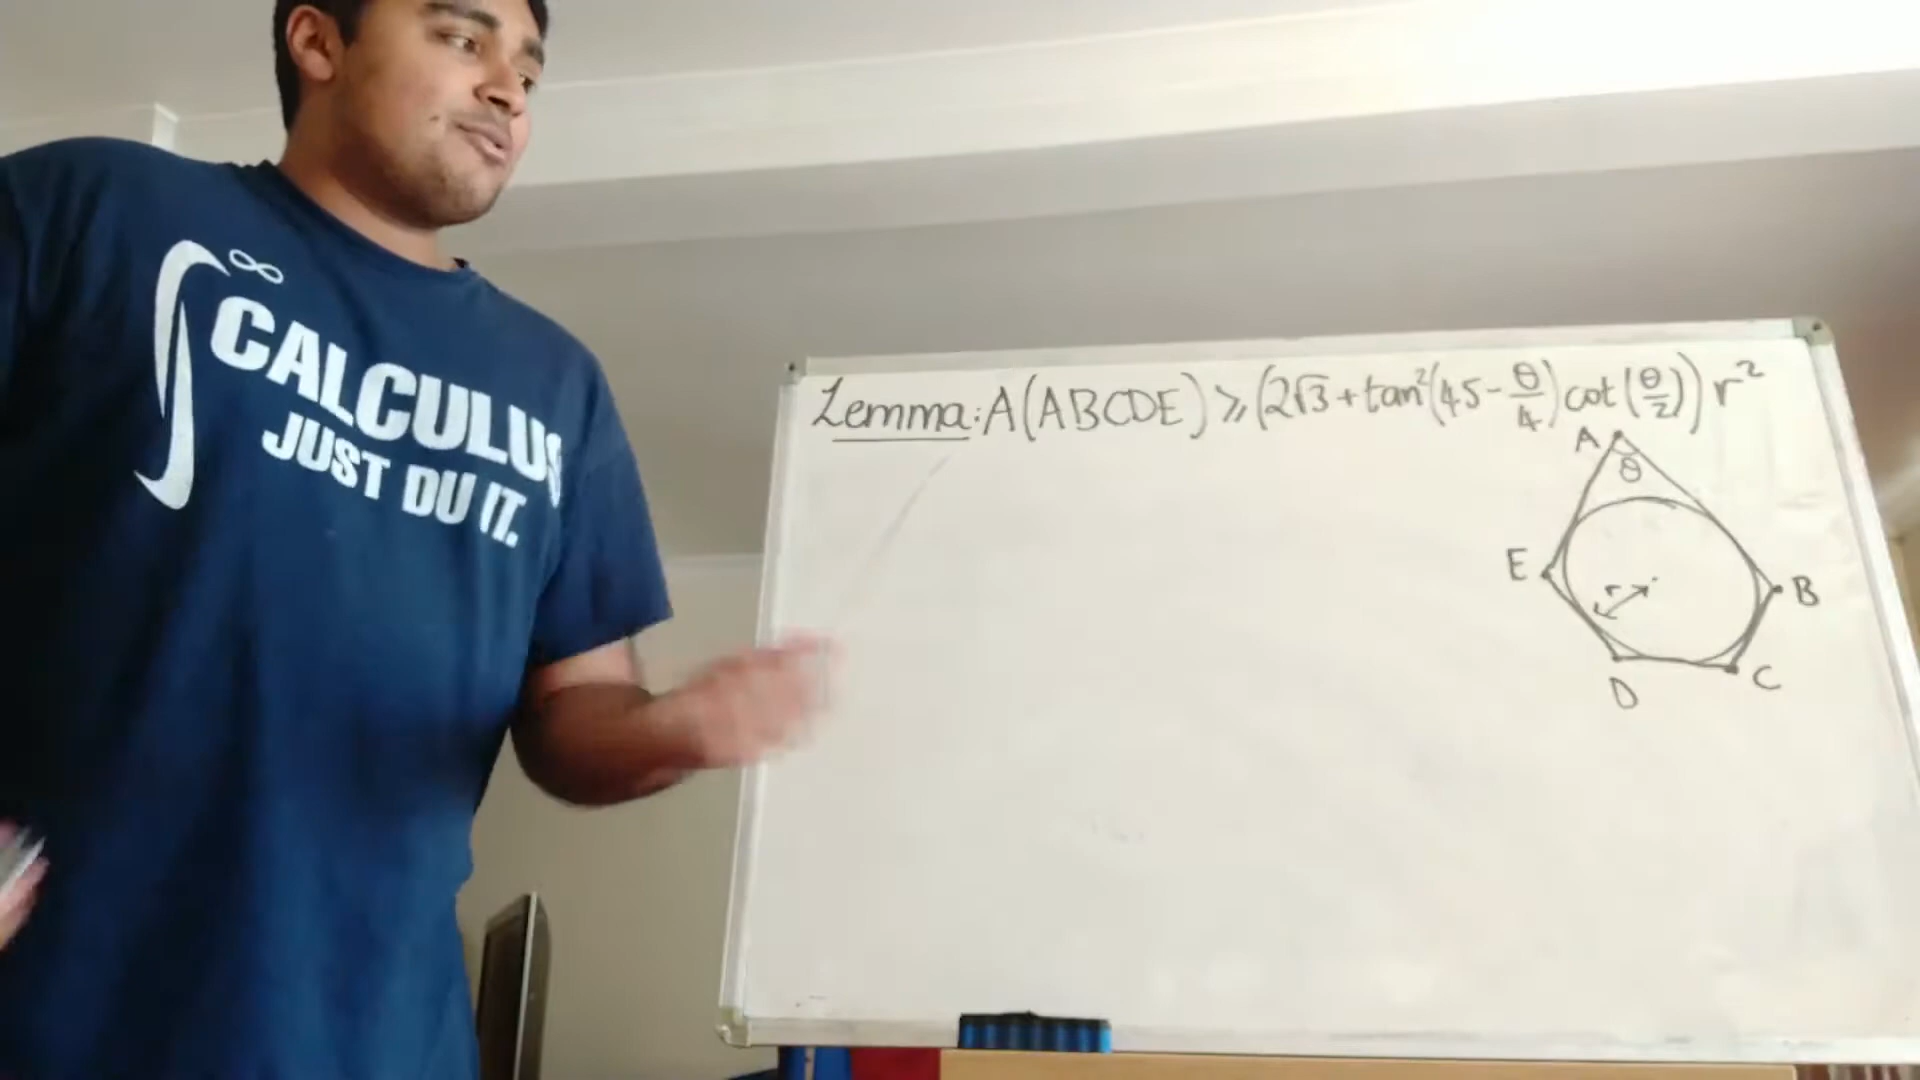 ∞
∫
CALCULUS
JUST DU IT.
Lemma: A(ABCDE) ⩾ (2√3 + tan²(45 - θ/4) cot(θ/2)) r²
A
θ
E
r
B
D
C